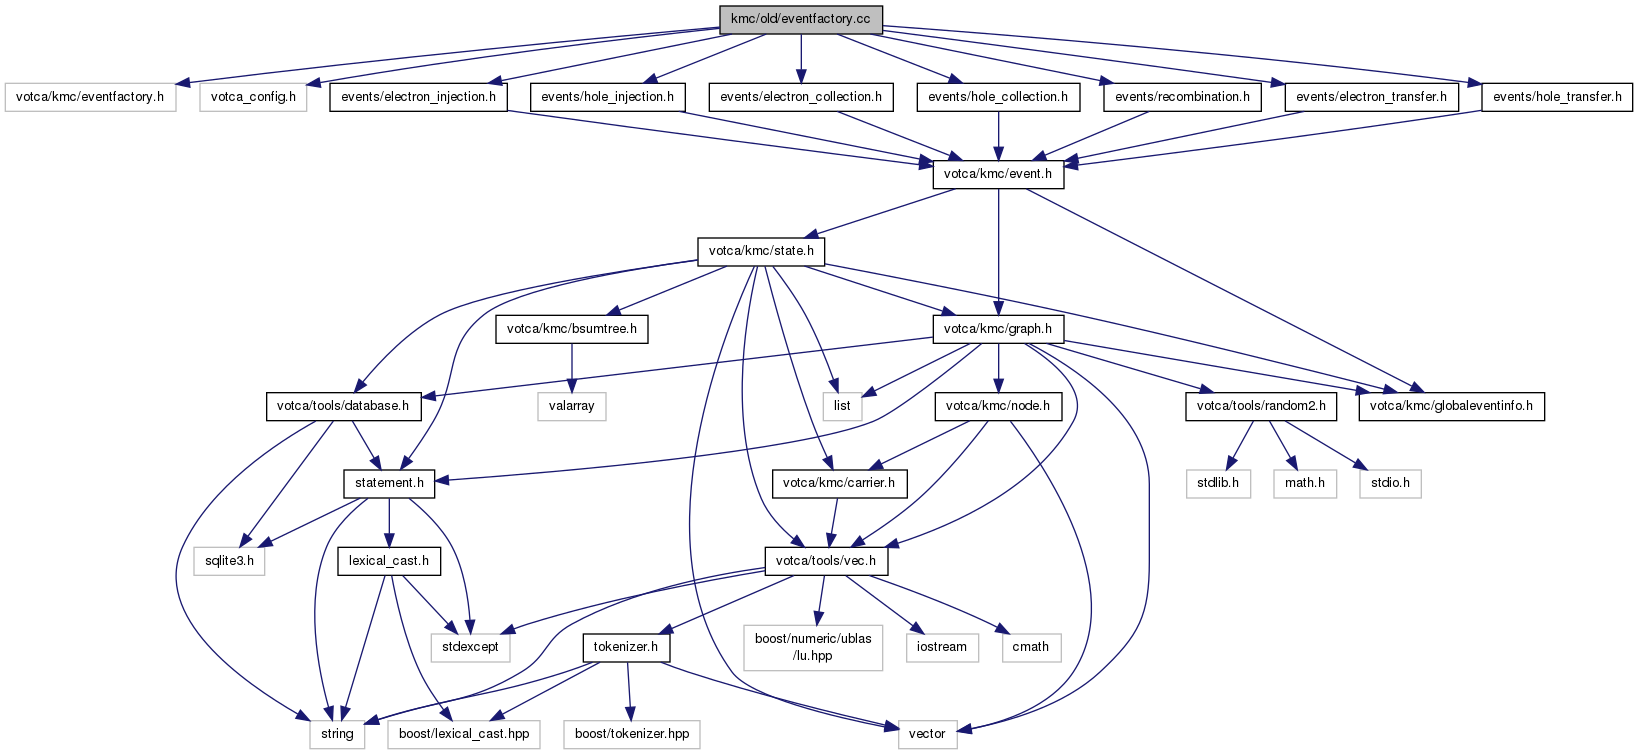 kmc/old/eventfactory.cc
votca/kmc/eventfactory.h
votca_config.h
events/electron_injection.h
events/hole_injection.h
events/electron_collection.h
events/hole_collection.h
events/recombination.h
events/electron_transfer.h
events/hole_transfer.h
votca/kmc/event.h
votca/kmc/state.h
votca/kmc/bsumtree.h
votca/kmc/graph.h
votca/tools/database.h
valarray
list
votca/kmc/node.h
votca/tools/random2.h
votca/kmc/globaleventinfo.h
statement.h
votca/kmc/carrier.h
stdlib.h
math.h
stdio.h
sqlite3.h
lexical_cast.h
votca/tools/vec.h
stdexcept
tokenizer.h
boost/numeric/ublas
/lu.hpp
iostream
cmath
string
boost/lexical_cast.hpp
boost/tokenizer.hpp
vector